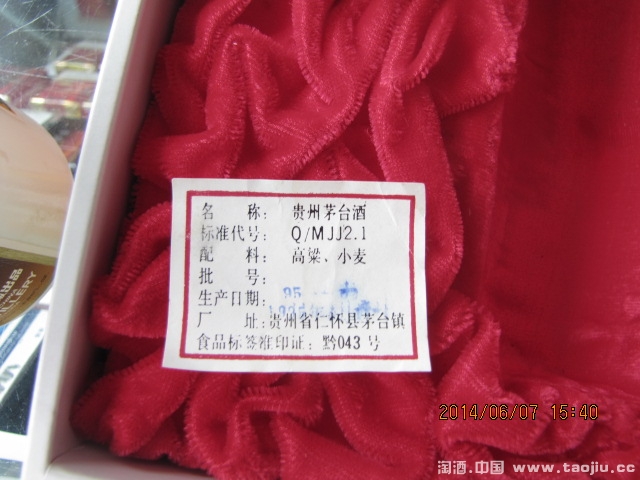 名 称: 贵州茅台酒
标准代号: Q/MJJ2.1
配 料: 高粱、小麦
批 号:
生产日期: 95
厂 址: 贵州省仁怀县茅台镇
食品标签准印证: 黔043 号
2014/06/07 15:40
淘酒.中国 www.taojiu.cc